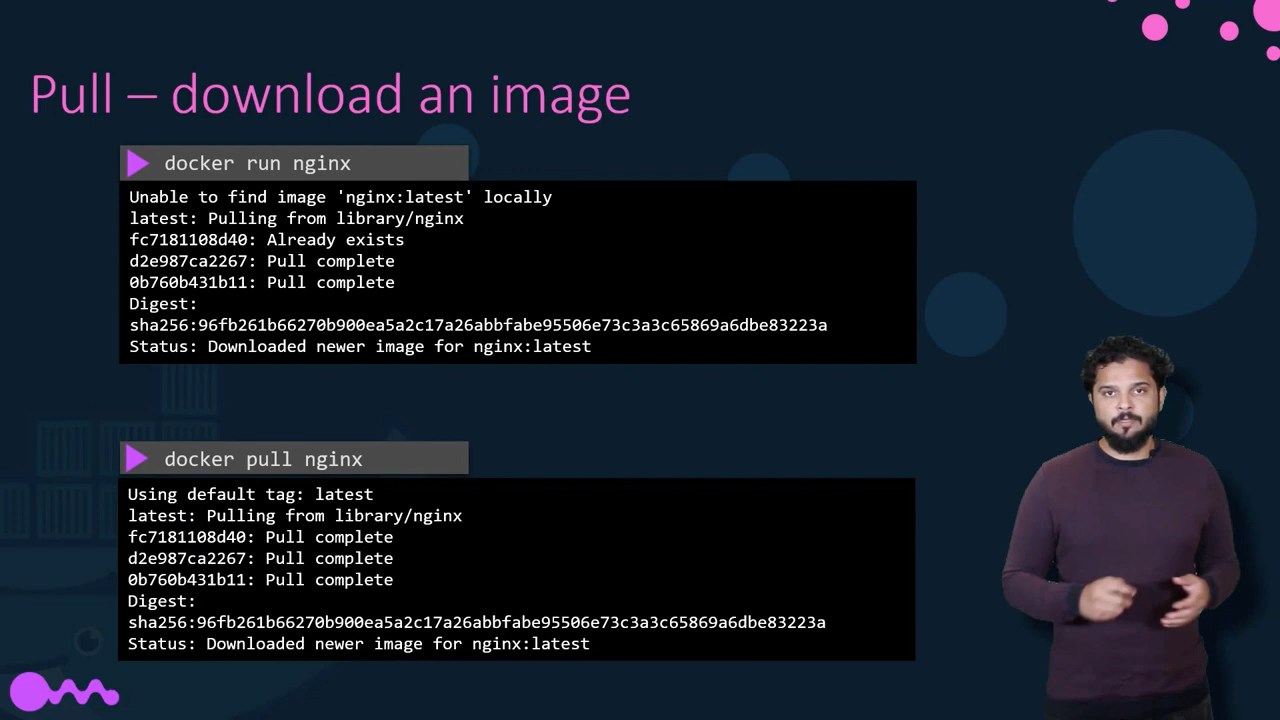 Pull – download an image
docker run nginx
Unable to find image 'nginx:latest' locally
latest: Pulling from library/nginx
fc7181108d40: Already exists
d2e987ca2267: Pull complete
0b760b431b11: Pull complete
Digest:
sha256:96fb261b66270b900ea5a2c17a26abbfabe95506e73c3a3c65869a6dbe83223a
Status: Downloaded newer image for nginx:latest
docker pull nginx
Using default tag: latest
latest: Pulling from library/nginx
fc7181108d40: Pull complete
d2e987ca2267: Pull complete
0b760b431b11: Pull complete
Digest:
sha256:96fb261b66270b900ea5a2c17a26abbfabe95506e73c3a3c65869a6dbe83223a
Status: Downloaded newer image for nginx:latest